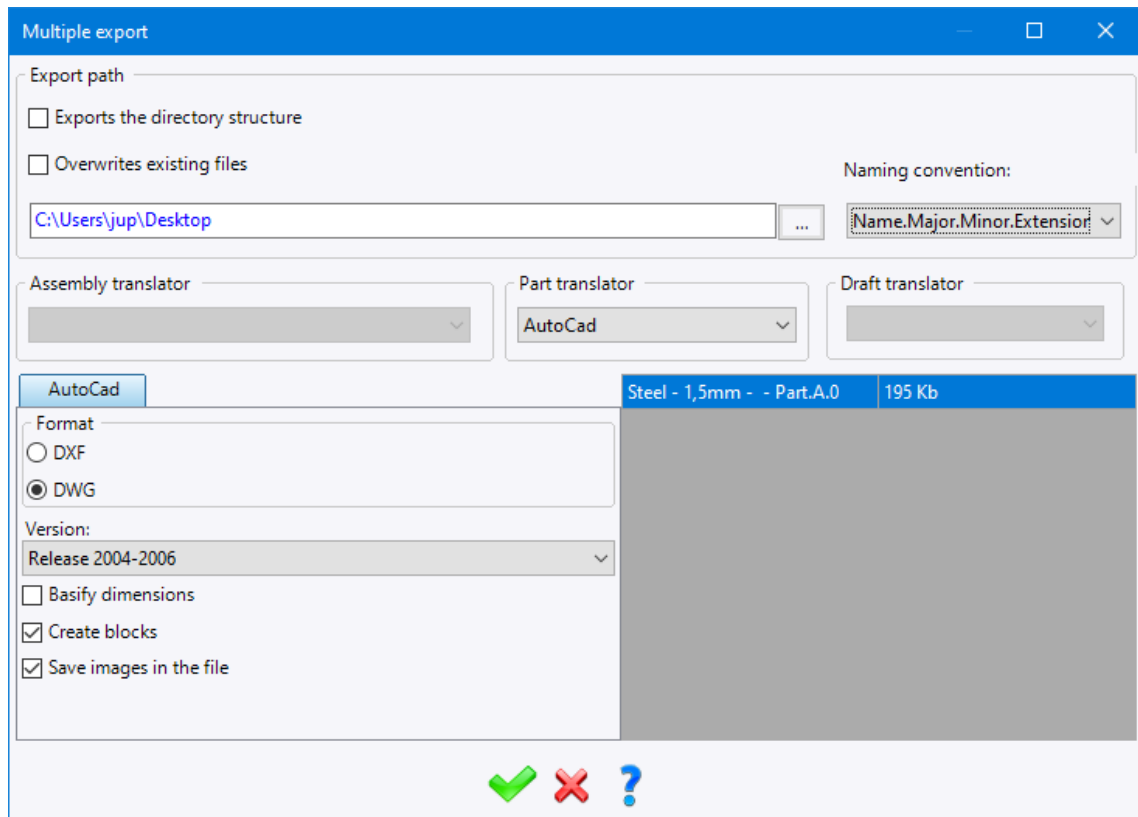 Multiple export
Export path
Exports the directory structure
Overwrites existing files
Naming convention:
C:\Users\jup\Desktop
...
Name.Major.Minor.Extension
Assembly translator
Part translator
Draft translator
AutoCad
AutoCad
Steel - 1,5mm -  - Part.A.0 195 Kb
Format
DXF
DWG
Version:
Release 2004-2006
Basify dimensions
Create blocks
Save images in the file